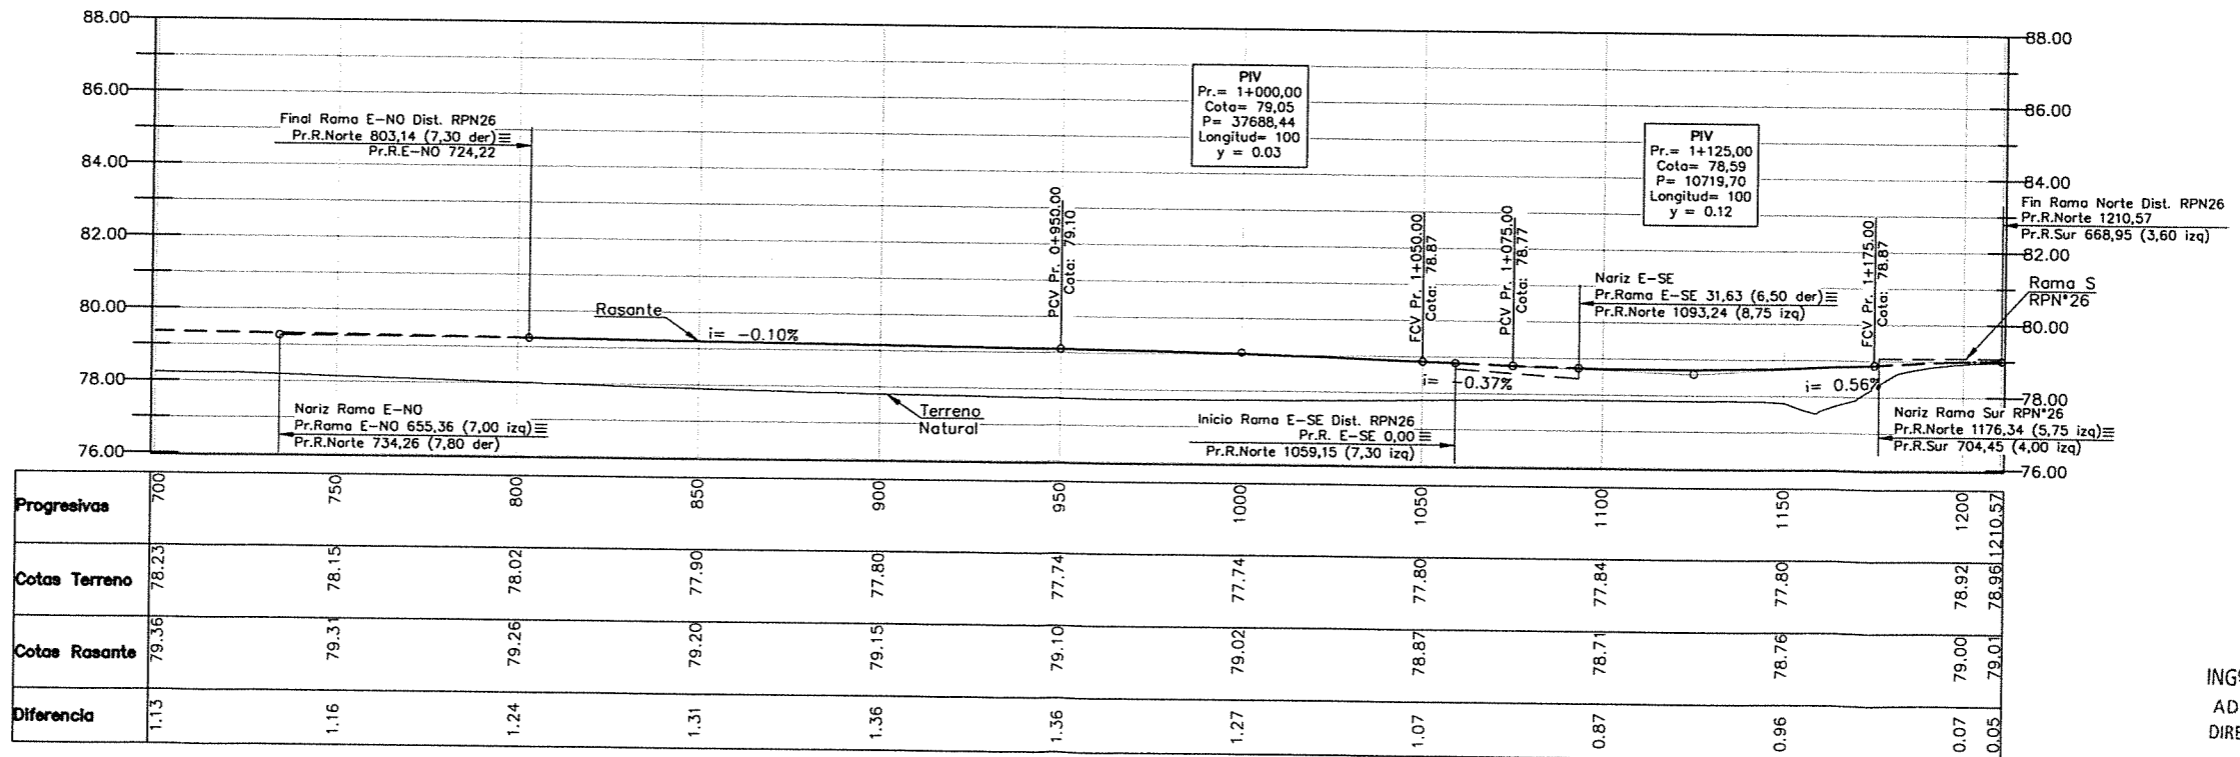 88.00
86.00
84.00
82.00
80.00
78.00
76.00
88.00
86.00
84.00
82.00
80.00
78.00
76.00
Final Rama E-NO Dist. RPN26
Pr.R.Norte 803,14 (7,30 der)≡
Pr.R.E-NO 724,22
PIV
Pr.= 1+000,00
Cota= 79,05
P= 37688,44
Longitud= 100
y = 0.03
PIV
Pr.= 1+125,00
Cota= 78,59
P= 10719,70
Longitud= 100
y = 0.12
Fin Rama Norte Dist. RPN26
Pr.R.Norte 1210,57
Pr.R.Sur 668,95 (3,60 izq)
PCV Pr. 0+950.00
Cota: 79.10
FCV Pr. 1+050.00
Cota: 78.87
PCV Pr. 1+075.00
Cota: 78.77
FCV Pr. 1+175.00
Cota: 78.87
Nariz E-SE
Pr.Rama E-SE 31,63 (6,50 der)≡
Pr.R.Norte 1093,24 (8,75 izq)
Rama S
RPN°26
Rasante
i= -0.10%
i= -0.37%
i= 0.56%
Nariz Rama E-NO
Pr.Rama E-NO 655,36 (7,00 izq)≡
Pr.R.Norte 734,26 (7,80 der)
Terreno
Natural
Inicio Rama E-SE Dist. RPN26
Pr.R. E-SE 0,00 ≡
Pr.R.Norte 1059,15 (7,30 izq)
Nariz Rama Sur RPN°26
Pr.R.Norte 1176,34 (5,75 izq)≡
Pr.R.Sur 704,45 (4,00 izq)
Progresivas 700 750 800 850 900 950 1000 1050 1100 1150 1200 1210.57
Cotas Terreno 78.23 78.15 78.02 77.90 77.80 77.74 77.74 77.80 77.84 77.80 78.92 78.96
Cotas Rasante 79.36 79.31 79.26 79.20 79.15 79.10 79.02 78.87 78.71 78.76 79.00 79.01
Diferencia 1.13 1.16 1.24 1.31 1.36 1.36 1.27 1.07 0.87 0.96 0.07 0.05
AD
DIRE